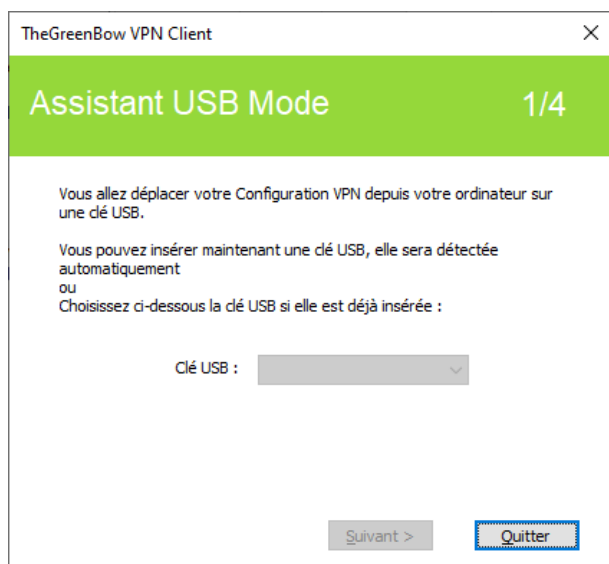 TheGreenBow VPN Client
Assistant USB Mode 1/4
Vous allez déplacer votre Configuration VPN depuis votre ordinateur sur
une clé USB.
Vous pouvez insérer maintenant une clé USB, elle sera détectée
automatiquement
ou
Choisissez ci-dessous la clé USB si elle est déjà insérée :
Clé USB :
Suivant > Quitter